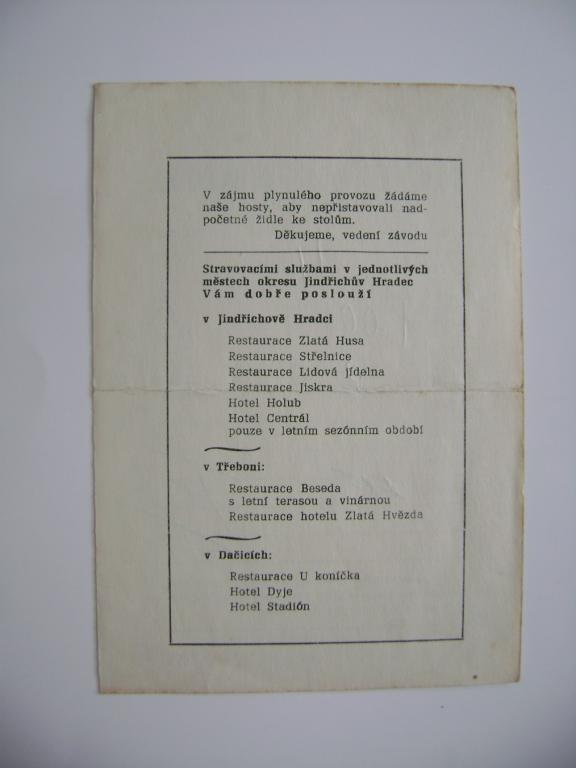 V zájmu plynulého provozu žádáme
naše hosty, aby nepřistavovali nad-
početné židle ke stolům.
Děkujeme, vedení závodu
Stravovacími službami v jednotlivých
městech okresu Jindřichův Hradec
Vám dobře poslouží
v Jindřichově Hradci
Restaurace Zlatá Husa
Restaurace Střelnice
Restaurace Lidová jídelna
Restaurace Jiskra
Hotel Holub
Hotel Centrál
pouze v letním sezónním období
v Třeboni:
Restaurace Beseda
s letní terasou a vinárnou
Restaurace hotelu Zlatá Hvězda
v Dačicích:
Restaurace U koníčka
Hotel Dyje
Hotel Stadión